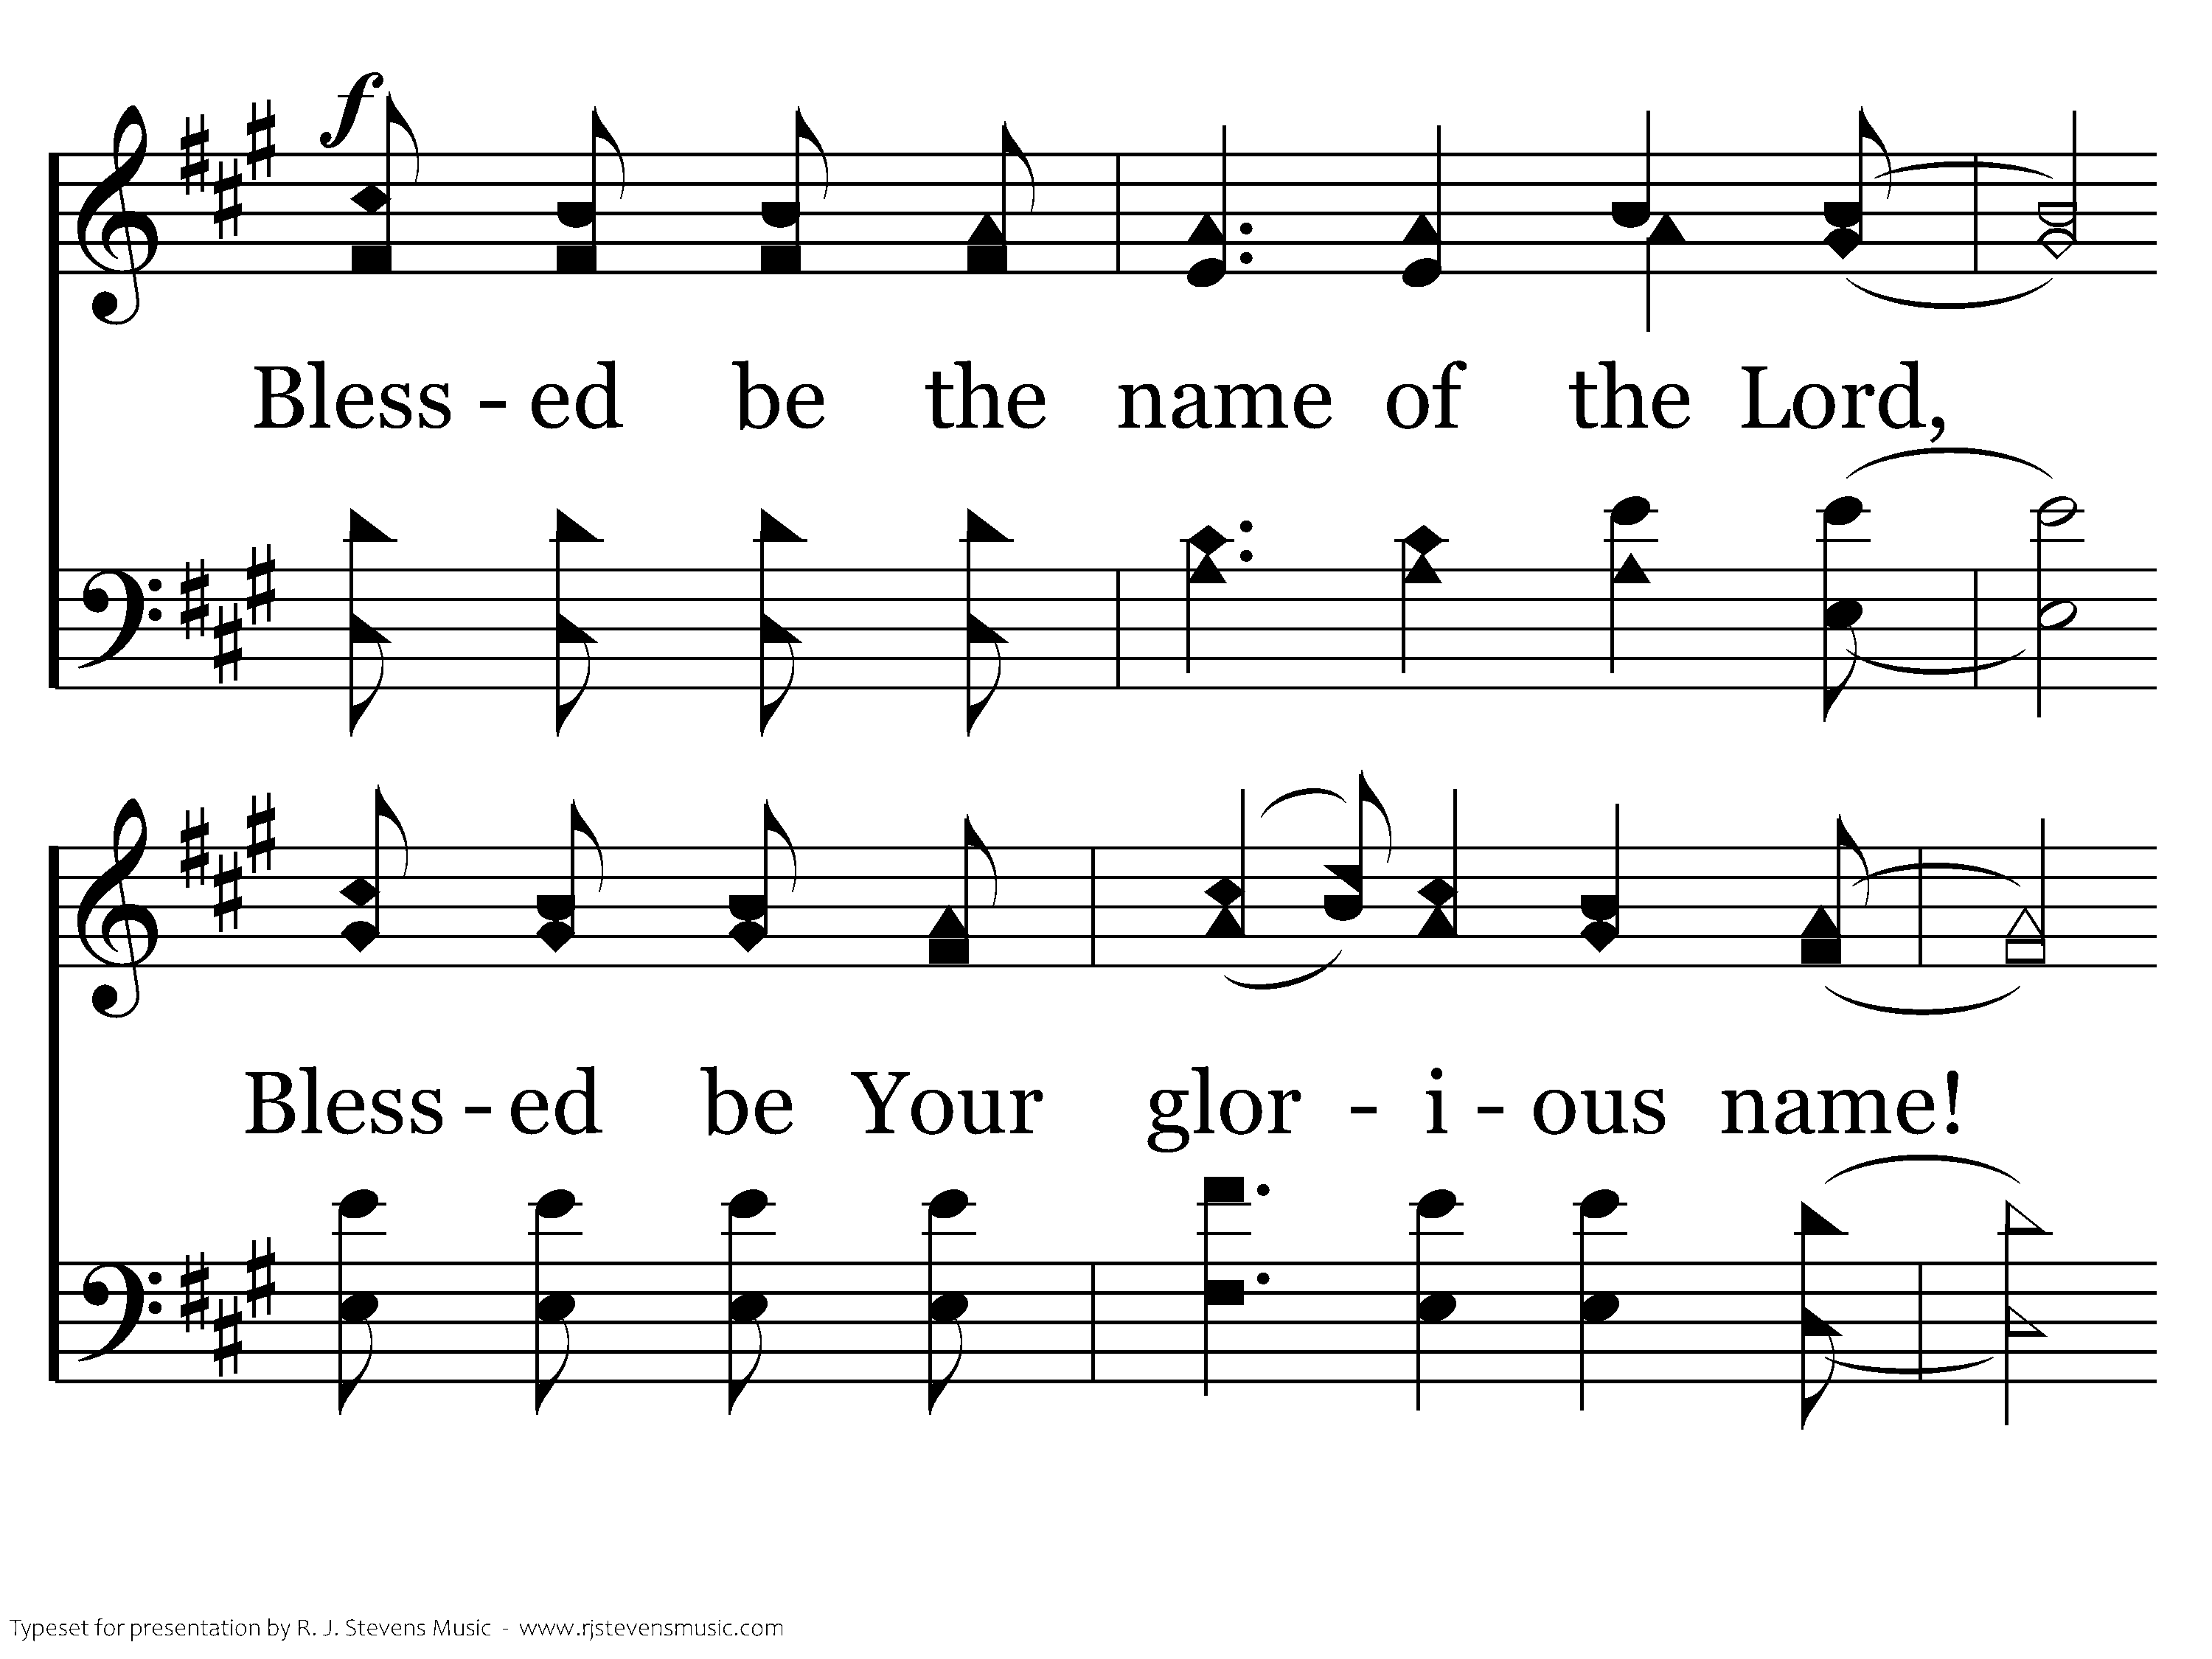 f
Bless - ed be the name of the Lord,
Bless - ed be Your glor - i - ous name!
Typeset for presentation by R. J. Stevens Music - www.rjstevensmusic.com